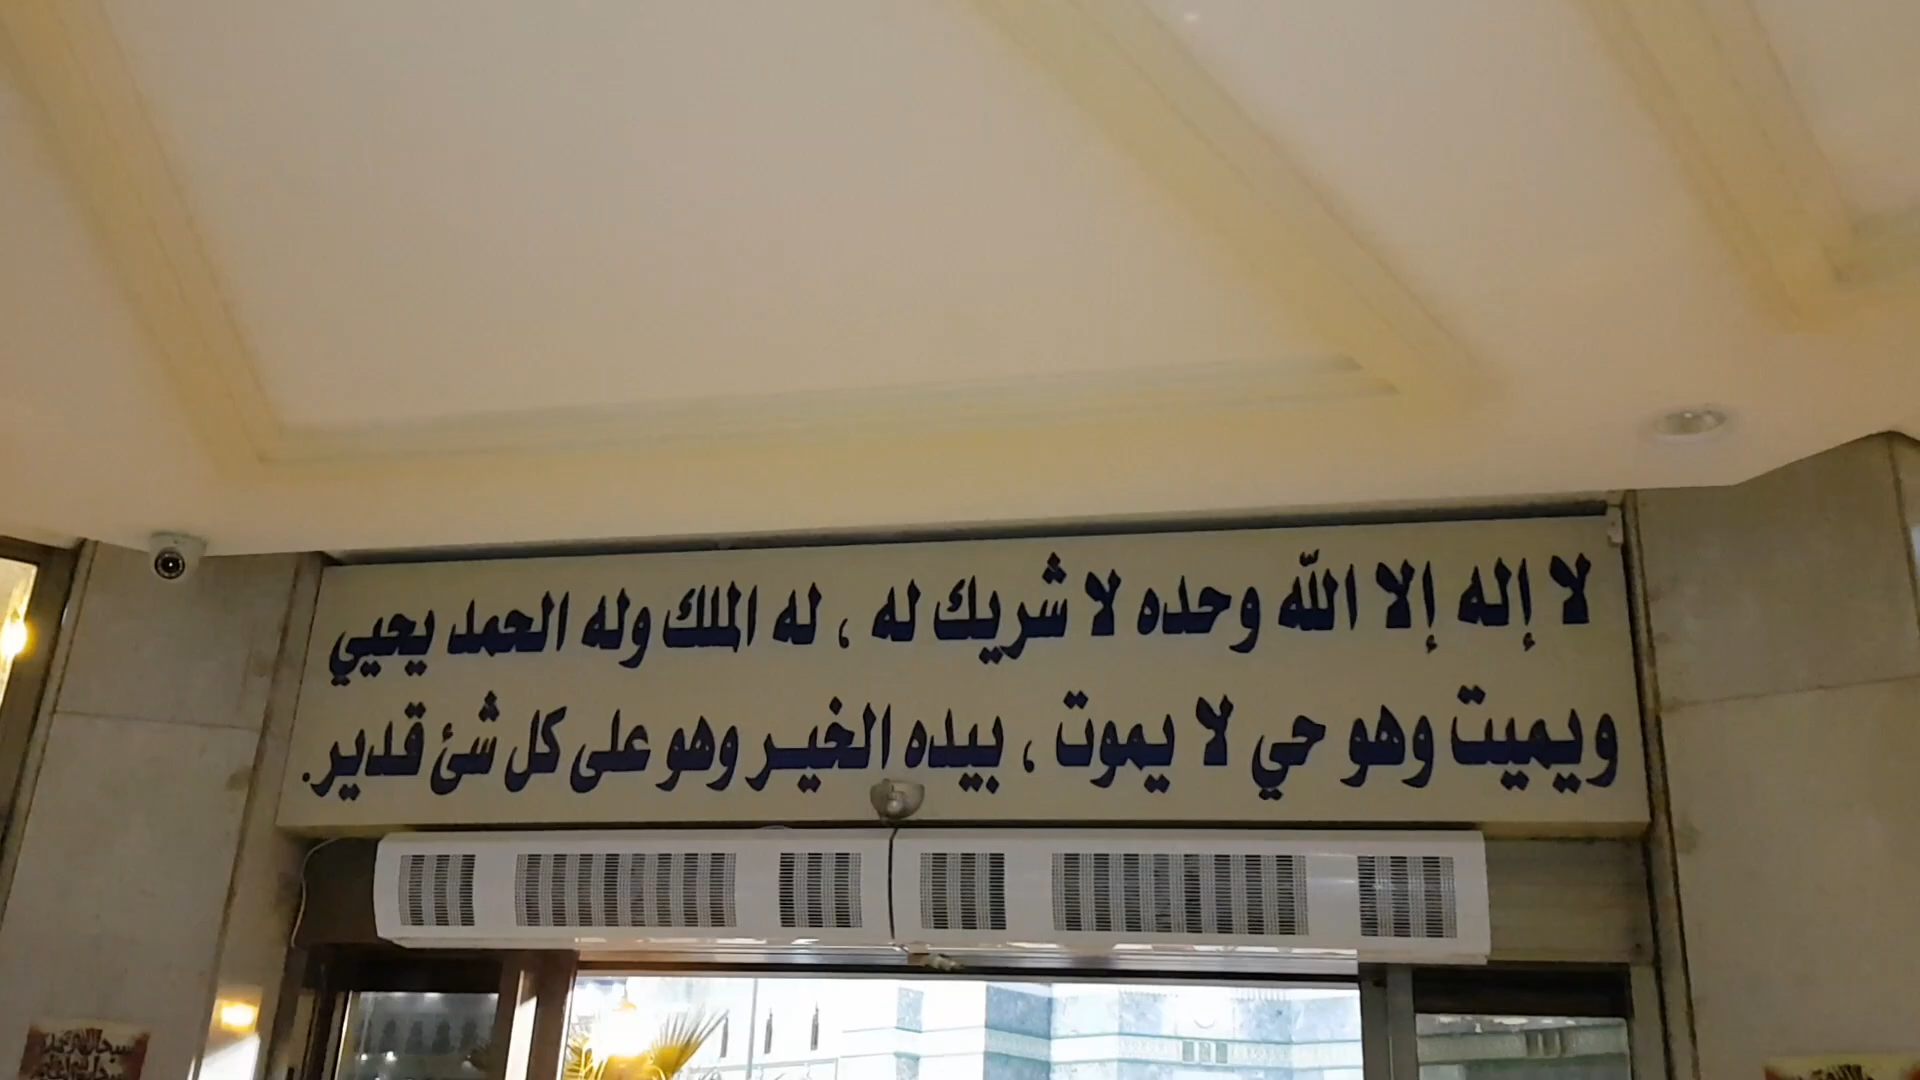 لا إله إلا الله وحده لا شريك له ، له الملك وله الحمد يحيي
ويميت وهو حي لا يموت ، بيده الخير وهو على كل شئ قدير.